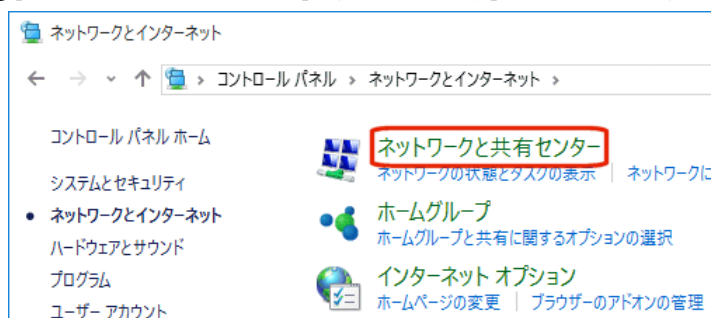 ネットワークとインターネット
コントロール パネル › ネットワークとインターネット ›
コントロール パネル ホーム
システムとセキュリティ
ネットワークとインターネット
ハードウェアとサウンド
プログラム
ユーザー アカウント
ネットワークと共有センター
ネットワークの状態とタスクの表示 | ネットワークに
ホームグループ
ホームグループと共有に関するオプションの選択
インターネット オプション
ホームページの変更 | ブラウザーのアドオンの管理